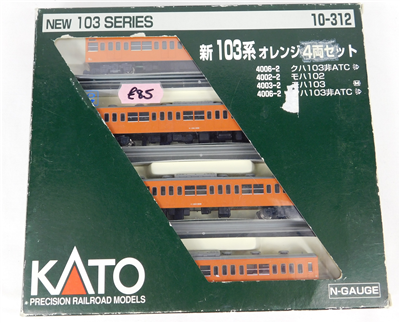 NEW 103 SERIES
10-312
新103系 オレンジ 4両セット
4006-2 クハ103非ATC
4002-2 モハ102
4003-2 モハ103 M
4006-2 クハ103非ATC
£85
KATO
PRECISION RAILROAD MODELS
N-GAUGE